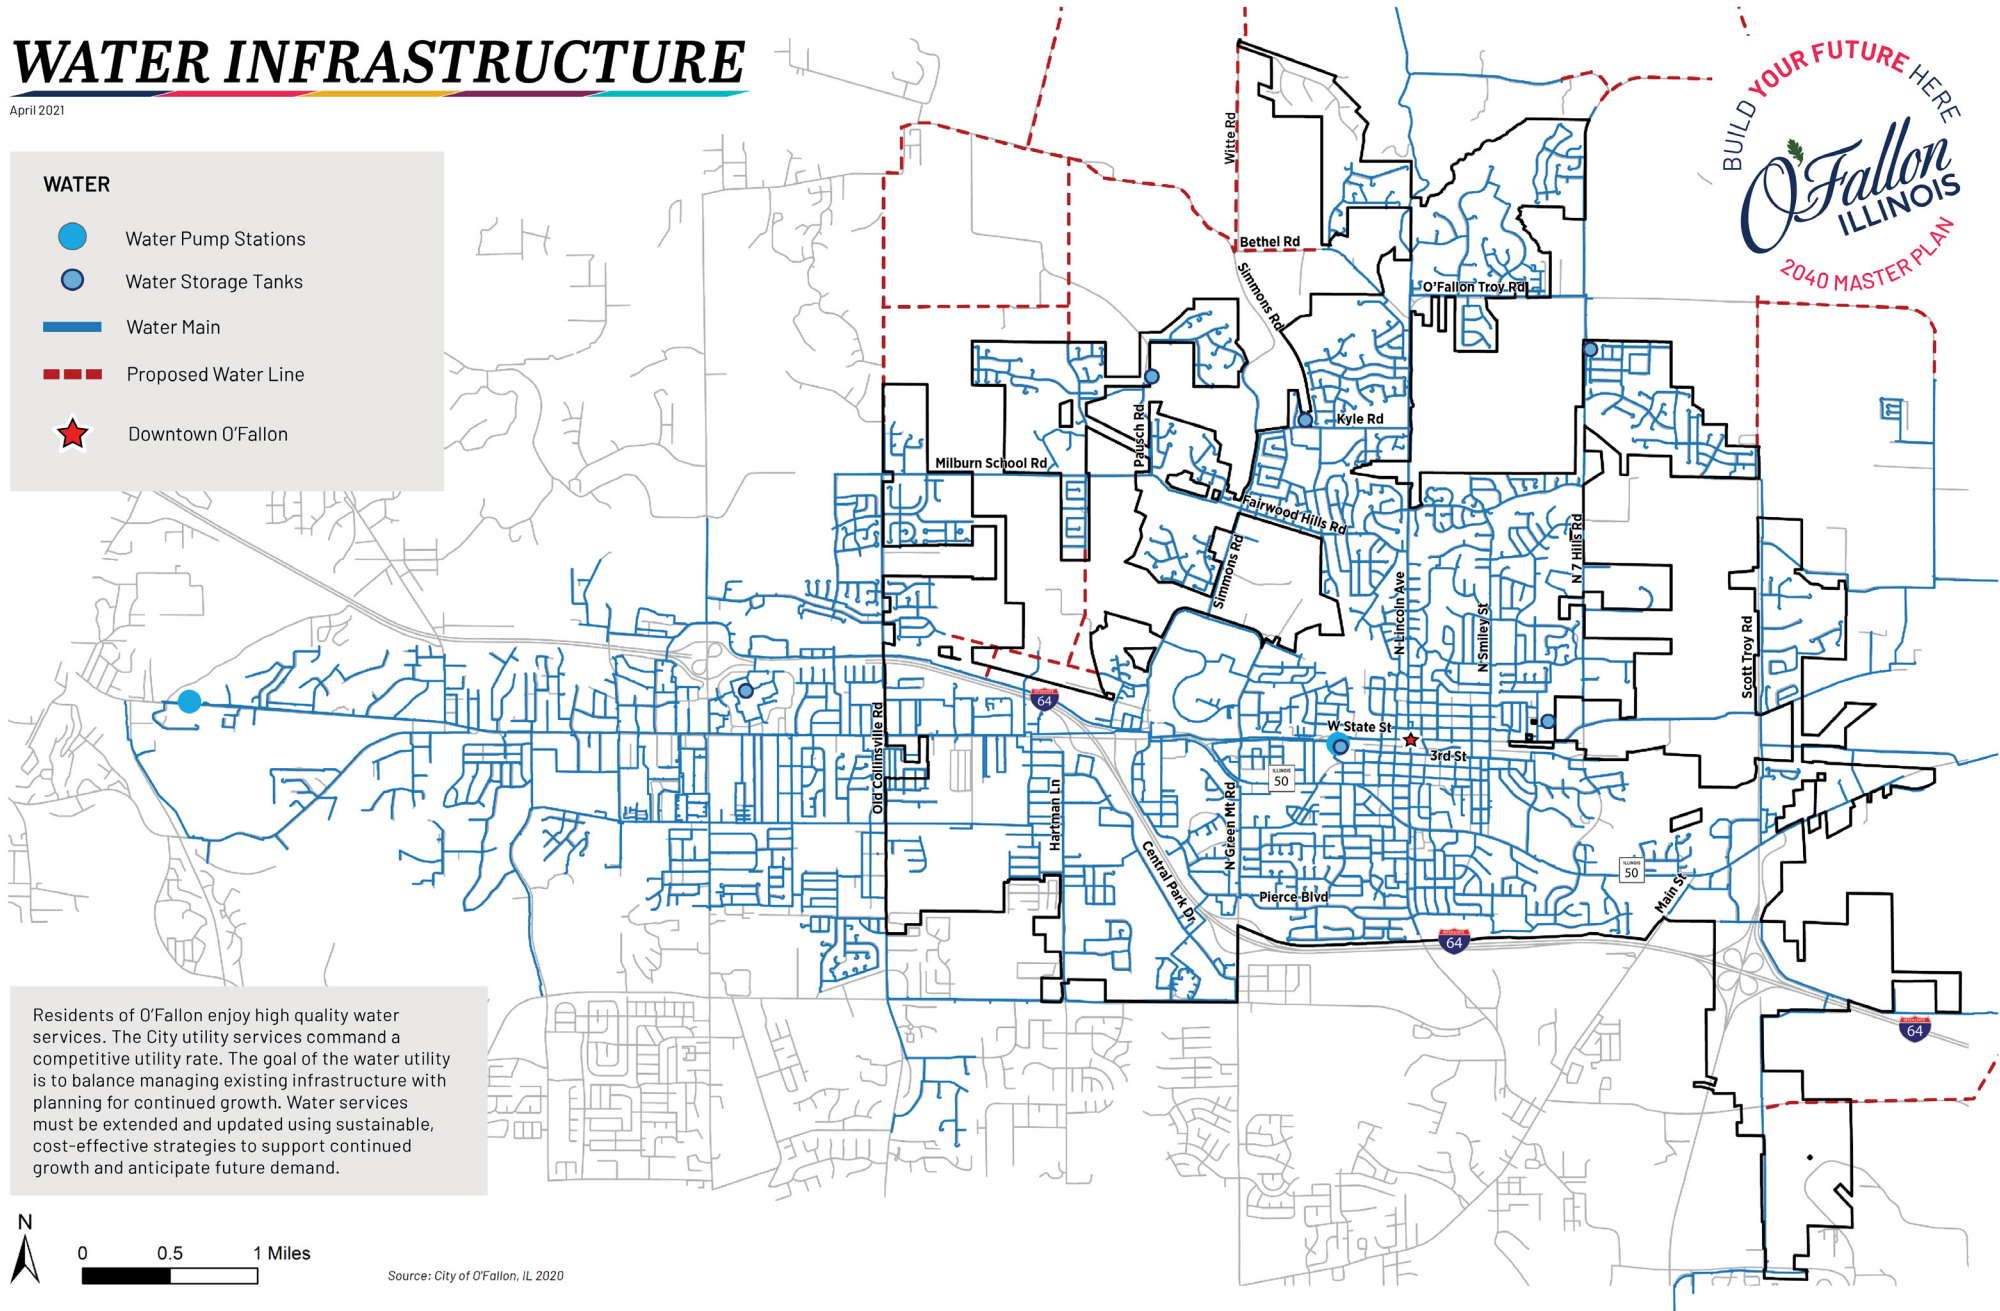 WATER INFRASTRUCTURE
April 2021
BUILD YOUR FUTURE HERE
O'Fallon
ILLINOIS
2040 MASTER PLAN
WATER
Water Pump Stations
Water Storage Tanks
Water Main
Proposed Water Line
Downtown O'Fallon
Witte Rd
Bethel Rd
Simmons Rd
O'Fallon Troy Rd
Kyle Rd
Pausch Rd
Milburn School Rd
Fairwood Hills Rd
Simmons Rd
N 7 Hills Rd
N Lincoln Ave
N Smiley St
Scott Troy Rd
INTERSTATE
64
W State St
3rd St
ILLINOIS
50
Old Collinsville Rd
Hartman Ln
N Green Mt Rd
Central Park Dr
Pierce Blvd
ILLINOIS
50
Main St
INTERSTATE
64
INTERSTATE
64
Residents of O'Fallon enjoy high quality water
services. The City utility services command a
competitive utility rate. The goal of the water utility
is to balance managing existing infrastructure with
planning for continued growth. Water services
must be extended and updated using sustainable,
cost-effective strategies to support continued
growth and anticipate future demand.
N
0 0.5 1 Miles
Source: City of O'Fallon, IL 2020